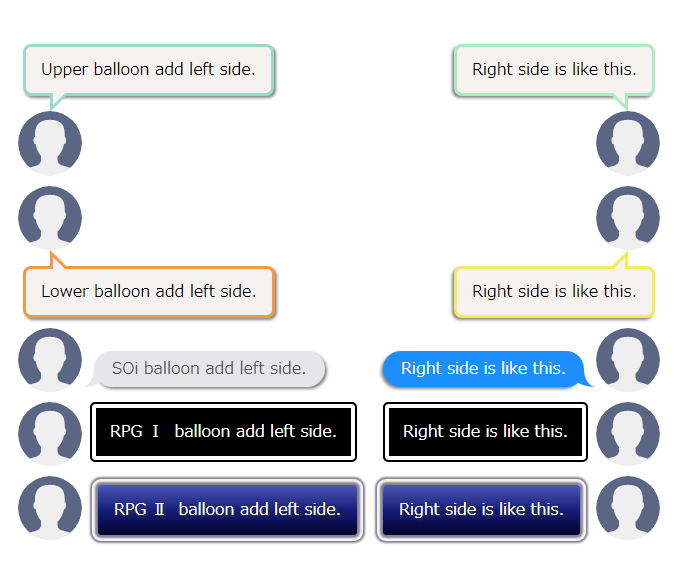 Upper balloon add left side.
Right side is like this.
Lower balloon add left side.
Right side is like this.
SOi balloon add left side.
Right side is like this.
RPG Ⅰ balloon add left side.
Right side is like this.
RPG Ⅱ balloon add left side.
Right side is like this.